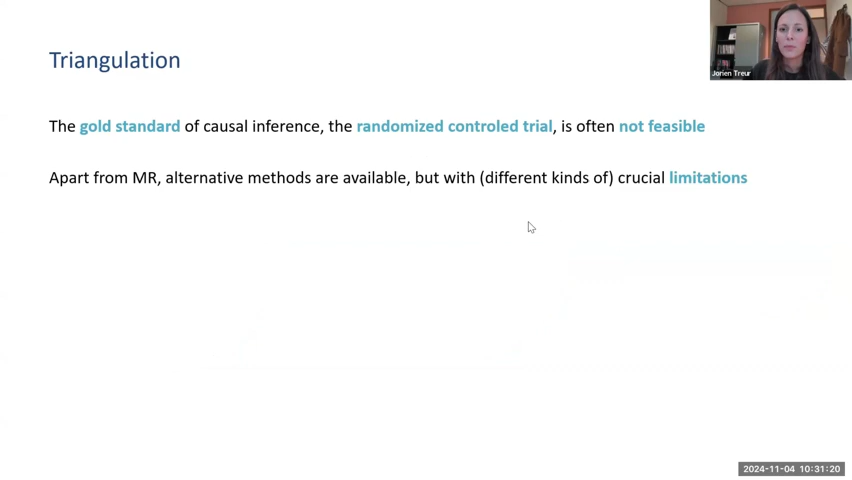 Triangulation
The gold standard of causal inference, the randomized controled trial, is often not feasible
Apart from MR, alternative methods are available, but with (different kinds of) crucial limitations
Jorien Treur
2024-11-04 10:31:20